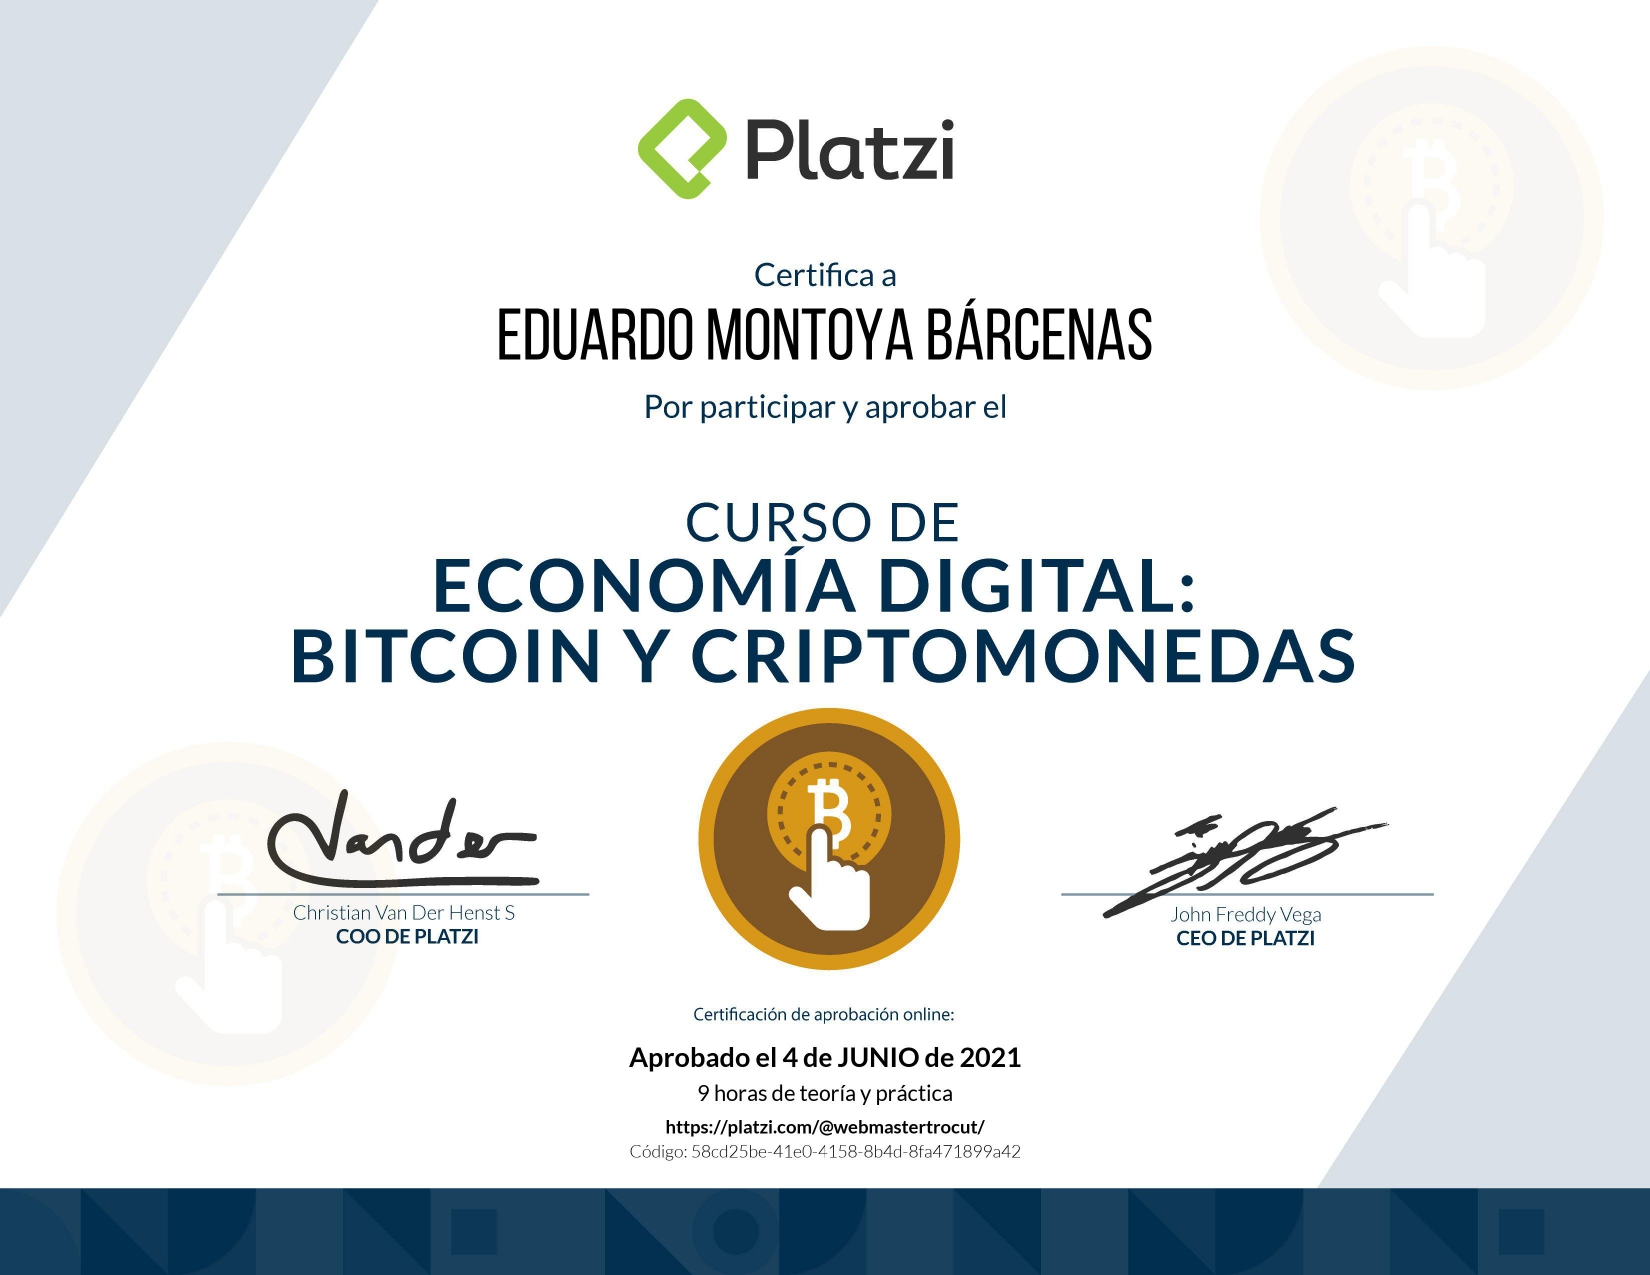 Platzi
Certifica a
EDUARDO MONTOYA BÁRCENAS
Por participar y aprobar el
CURSO DE
ECONOMÍA DIGITAL:
BITCOIN Y CRIPTOMONEDAS
Vander
Christian Van Der Henst S
COO DE PLATZI
John Freddy Vega
CEO DE PLATZI
Certificación de aprobación online:
Aprobado el 4 de JUNIO de 2021
9 horas de teoría y práctica
https://platzi.com/@webmastertrocut/
Código: 58cd25be-41e0-4158-8b4d-8fa471899a42